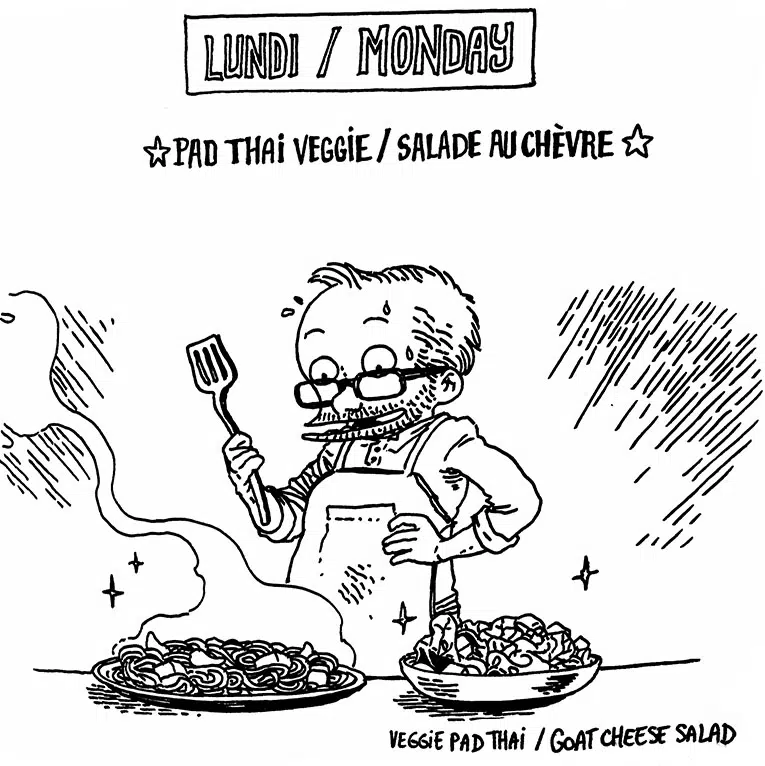 LUNDI / MONDAY
☆PAD THAi VEGGiE / SALADE AU CHÈVRE ☆
VEGGiE PAD THAi / GOAT CHEESE SALAD